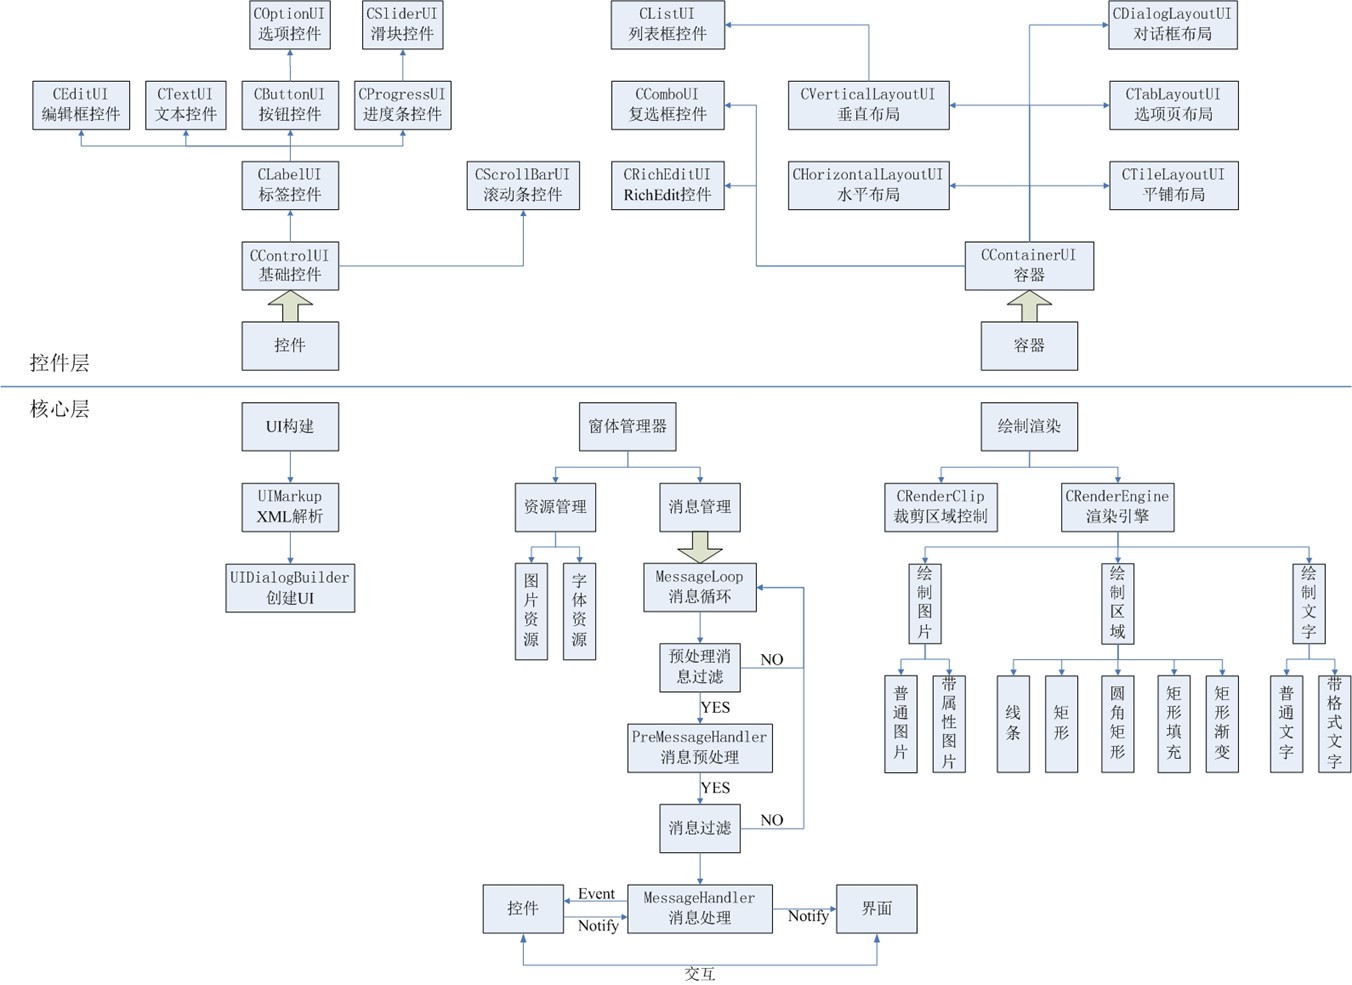 COptionUI
选项控件
CSliderUI
滑块控件
CListUI
列表框控件
CDialogLayoutUI
对话框布局
CEditUI
编辑框控件
CTextUI
文本控件
CButtonUI
按钮控件
CProgressUI
进度条控件
CComboUI
复选框控件
CVerticalLayoutUI
垂直布局
CTabLayoutUI
选项页布局
CLabelUI
标签控件
CScrollBarUI
滚动条控件
CRichEditUI
RichEdit控件
CHorizontalLayoutUI
水平布局
CTileLayoutUI
平铺布局
CControlUI
基础控件
CContainerUI
容器
控件
容器
控件层
核心层
UI构建
窗体管理器
绘制渲染
UIMarkup
XML解析
资源管理
消息管理
CRenderClip
裁剪区域控制
CRenderEngine
渲染引擎
UIDialogBuilder
创建UI
图片资源
字体资源
MessageLoop
消息循环
绘制图片
绘制区域
绘制文字
预处理消
息过滤
NO
YES
普通图片
带属性图片
线条
矩形
圆角矩形
矩形填充
矩形渐变
普通文字
带格式文字
PreMessageHandler
消息预处理
YES
消息过滤
NO
控件
Event
Notify
MessageHandler
消息处理
Notify
界面
交互